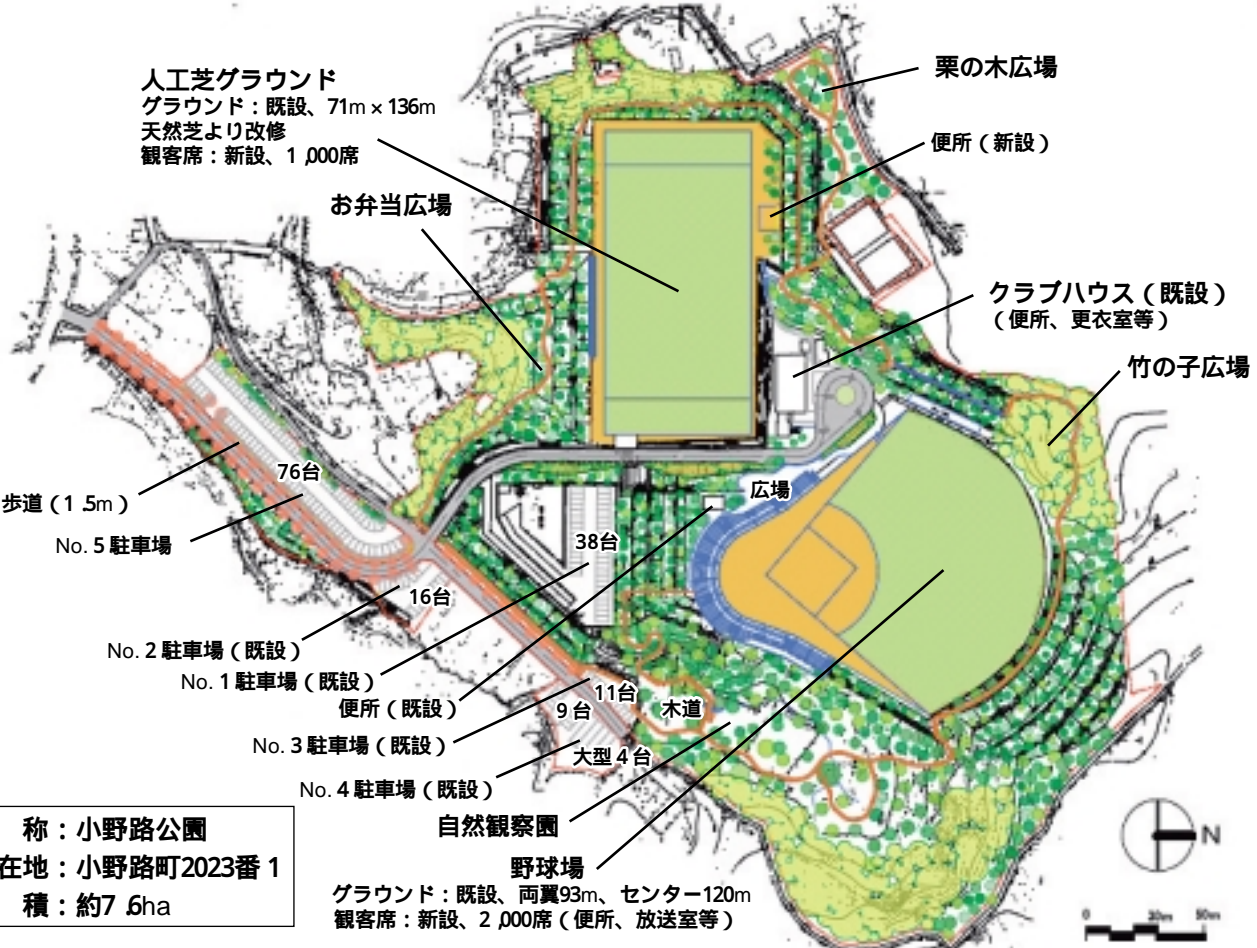 人工芝グラウンド
グラウンド：既設、71m×136m
天然芝より改修
観客席：新設、1,000席
お弁当広場
栗の木広場
便所（新設）
クラブハウス（既設）
（便所、更衣室等）
竹の子広場
歩道（1.5m）
76台
No. 5 駐車場
広場
38台
16台
No. 2 駐車場（既設）
No. 1 駐車場（既設）
便所（既設）
11台
9台
木道
No. 3 駐車場（既設）
大型4台
No. 4 駐車場（既設）
自然観察園
野球場
グラウンド：既設、両翼93m、センター120m
観客席：新設、2,000席（便所、放送室等）
称：小野路公園
在地：小野路町2023番1
積：約7.6ha
N
0 20m 50m